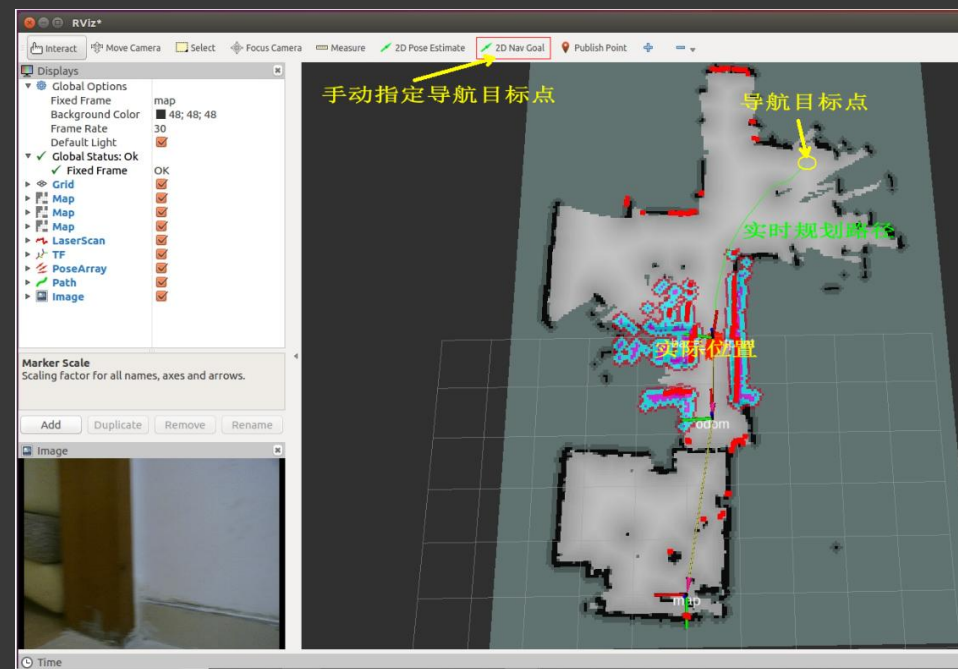 RViz*
Interact
Move Camera
Select
Focus Camera
Measure
2D Pose Estimate
2D Nav Goal
Publish Point
Displays
Global Options
Fixed Frame map
Background Color 48; 48; 48
Frame Rate 30
Default Light
Global Status: Ok
Fixed Frame OK
Grid
Map
Map
Map
LaserScan
TF
PoseArray
Path
Image
Marker Scale
Scaling factor for all names, axes and arrows.
Add Duplicate Remove Rename
Image
手动指定导航目标点
导航目标点
实时规划路径
实际位置
odom
map
Time